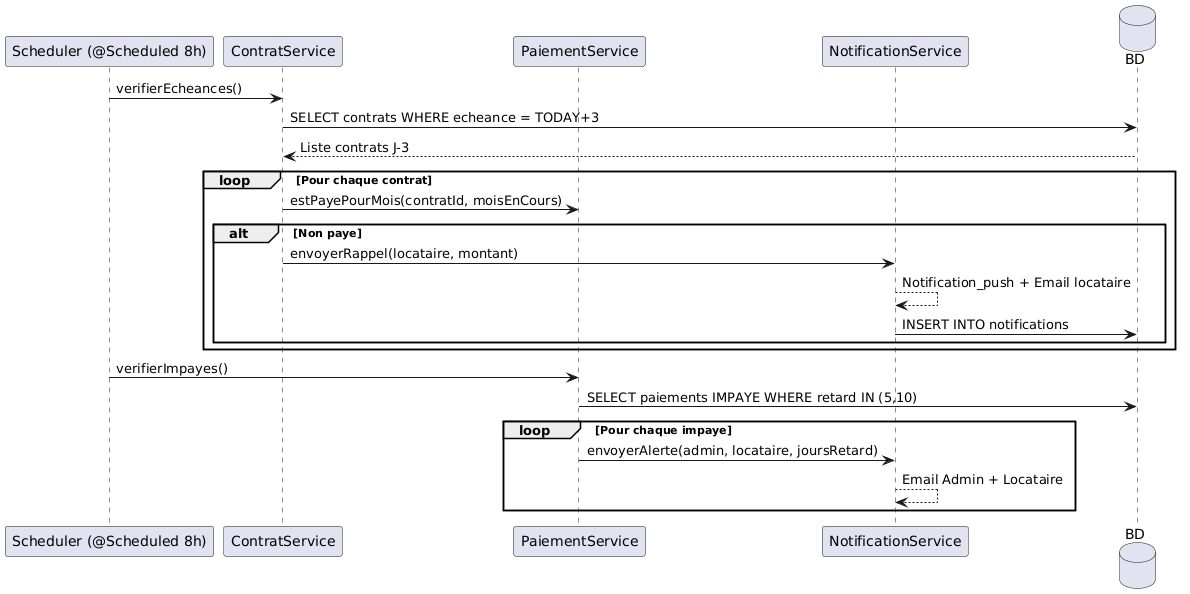 Scheduler (@Scheduled 8h)
ContratService
PaiementService
NotificationService
BD
verifierEcheances()
SELECT contrats WHERE echeance = TODAY+3
Liste contrats J-3
loop
[Pour chaque contrat]
estPayePourMois(contratId, moisEnCours)
alt
[Non paye]
envoyerRappel(locataire, montant)
Notification_push + Email locataire
INSERT INTO notifications
verifierImpayes()
SELECT paiements IMPAYE WHERE retard IN (5,10)
loop
[Pour chaque impaye]
envoyerAlerte(admin, locataire, joursRetard)
Email Admin + Locataire
Scheduler (@Scheduled 8h)
ContratService
PaiementService
NotificationService
BD